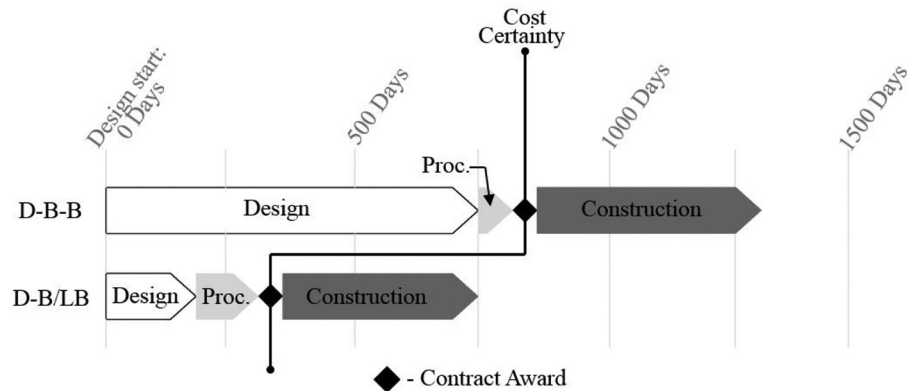 Cost
Certainty
Design start:
0 Days
500 Days
1000 Days
1500 Days
Proc.
D-B-B
Design
Construction
D-B/LB
Design
Proc.
Construction
- Contract Award